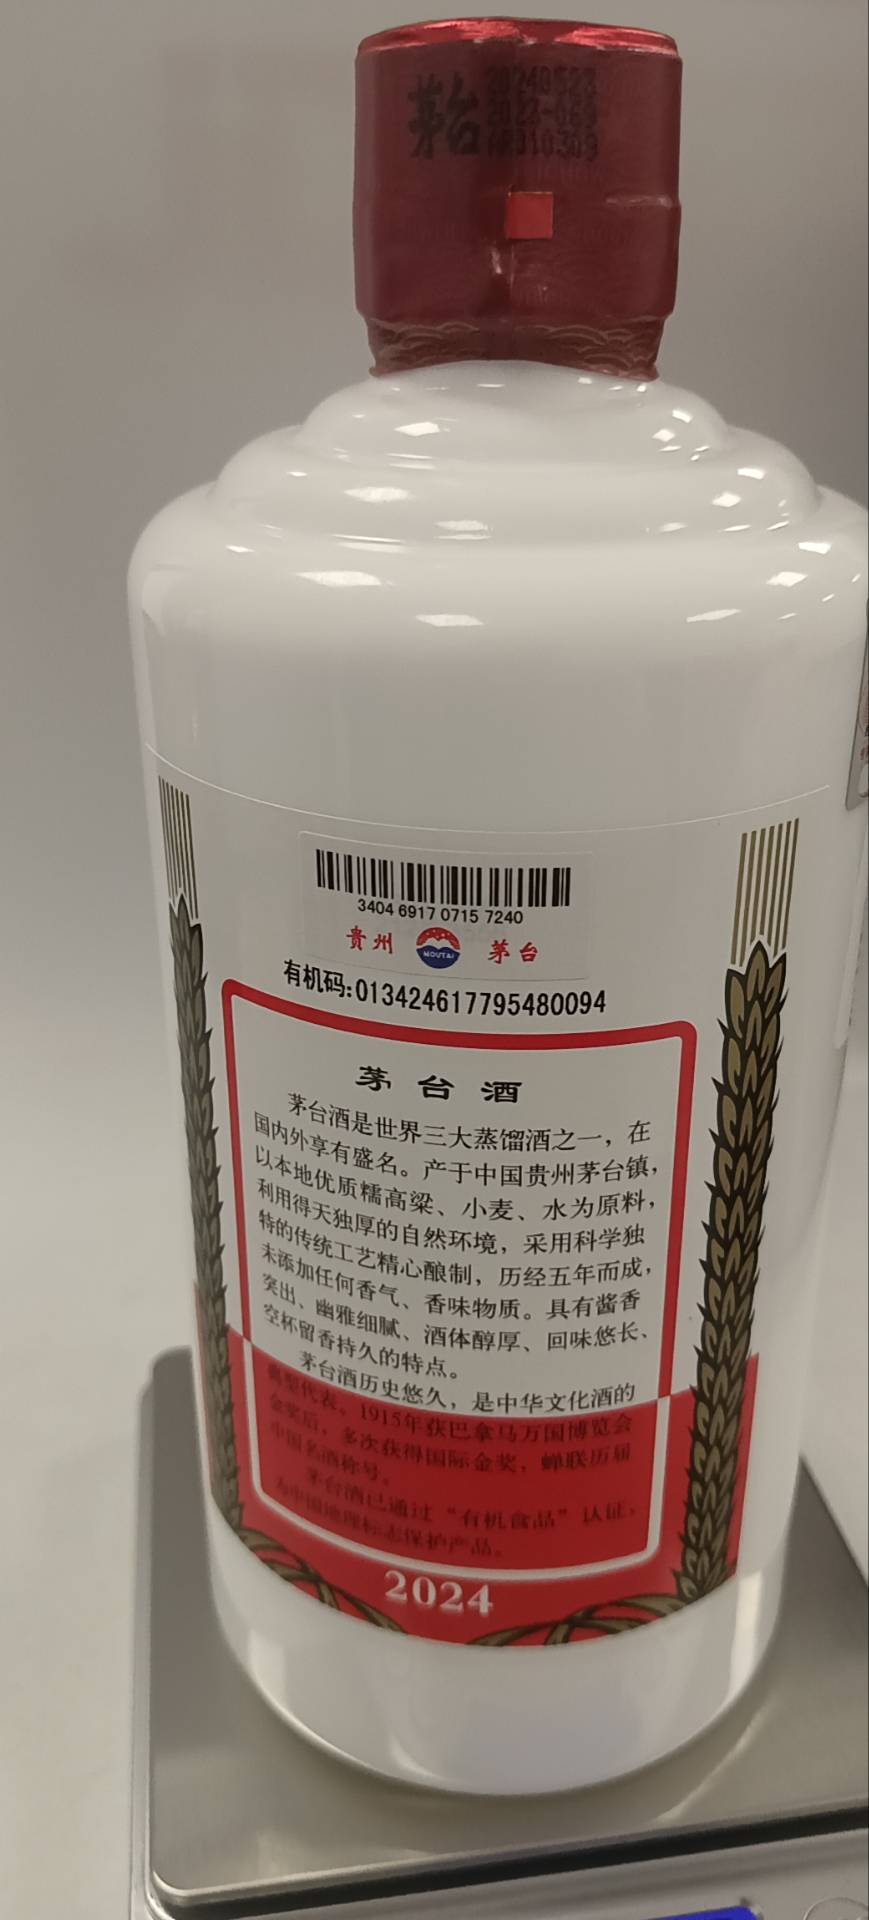 茅台
20240523
2023-068
3404 6917 0715 7240
贵州 MOUTAI 茅台
有机码:013424617795480094
茅台酒
茅台酒是世界三大蒸馏酒之一，在
国内外享有盛名。产于中国贵州茅台镇，
以本地优质糯高粱、小麦、水为原料，
利用得天独厚的自然环境，采用科学独
特的传统工艺精心酿制，历经五年而成，
未添加任何香气、香味物质。具有酱香
突出、幽雅细腻、酒体醇厚、回味悠长、
空杯留香持久的特点。
茅台酒历史悠久，是中华文化酒的
典型代表。1915年获巴拿马万国博览会
金奖后，多次获得国际金奖，蝉联历届
中国名酒称号。
茅台酒已通过“有机食品”认证，
为中国地理标志保护产品。
2024